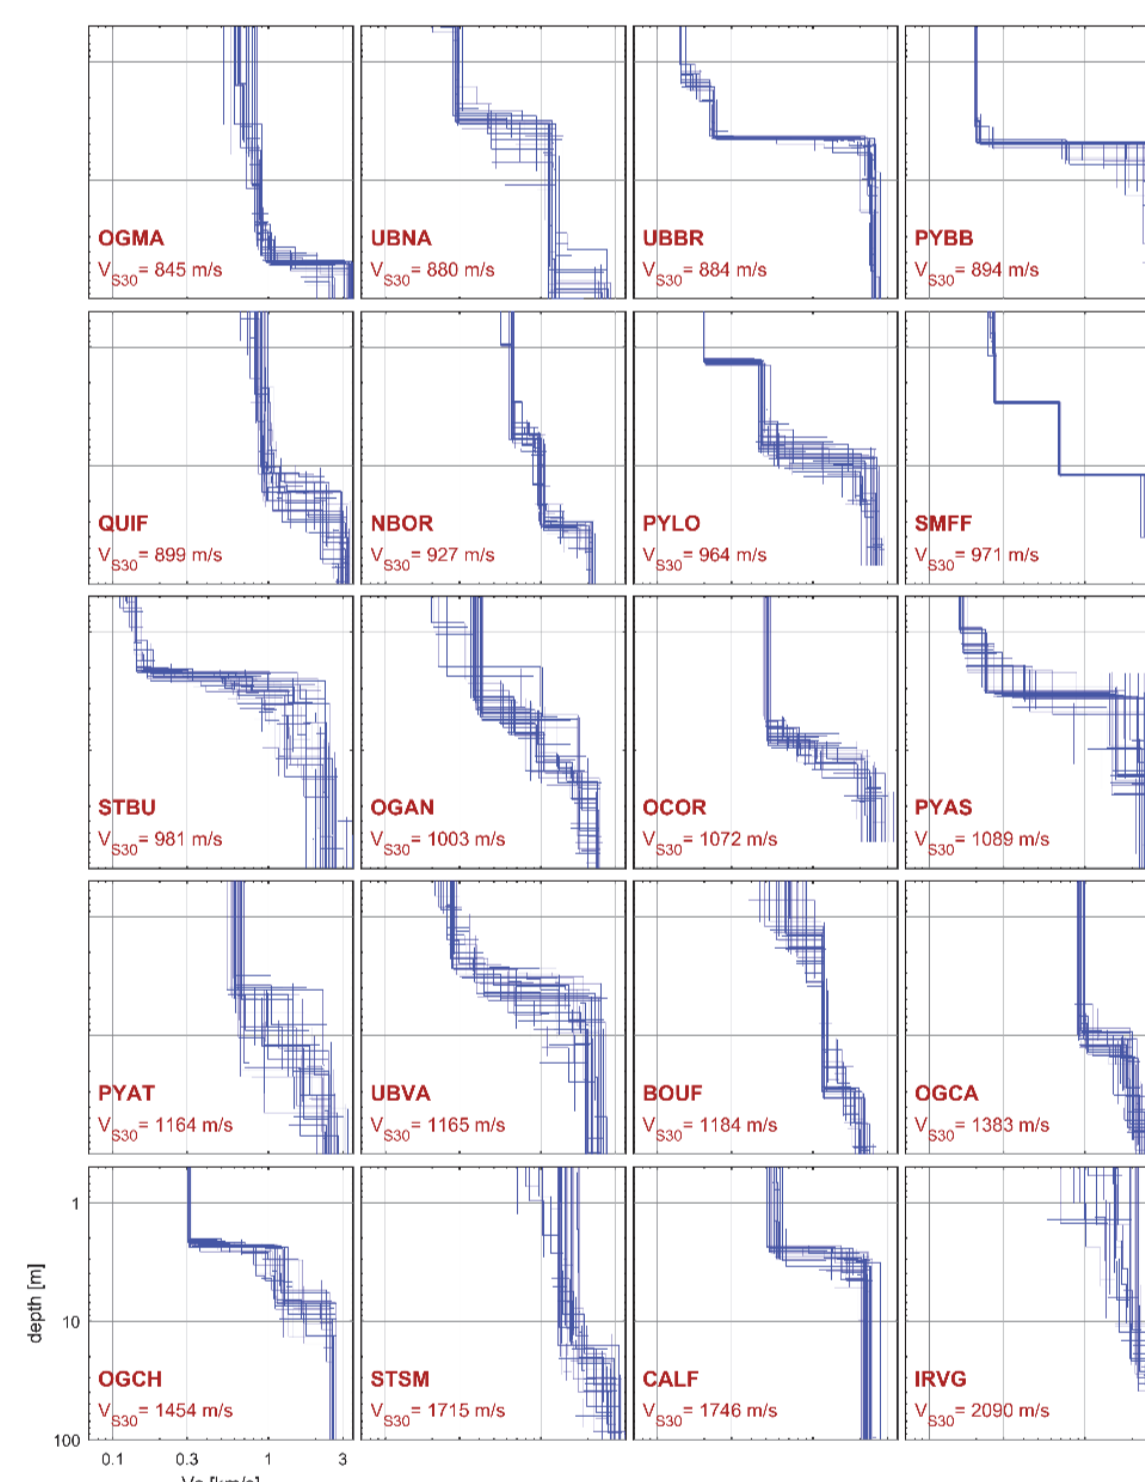 OGMA
VS30= 845 m/s
UBNA
VS30= 880 m/s
UBBR
VS30= 884 m/s
PYBB
VS30= 894 m/s
QUIF
VS30= 899 m/s
NBOR
VS30= 927 m/s
PYLO
VS30= 964 m/s
SMFF
VS30= 971 m/s
STBU
VS30= 981 m/s
OGAN
VS30= 1003 m/s
OCOR
VS30= 1072 m/s
PYAS
VS30= 1089 m/s
PYAT
VS30= 1164 m/s
UBVA
VS30= 1165 m/s
BOUF
VS30= 1184 m/s
OGCA
VS30= 1383 m/s
depth [m]
1
10
100
OGCH
VS30= 1454 m/s
STSM
VS30= 1715 m/s
CALF
VS30= 1746 m/s
IRVG
VS30= 2090 m/s
0.1 0.3 1 3
Vs [km/s]